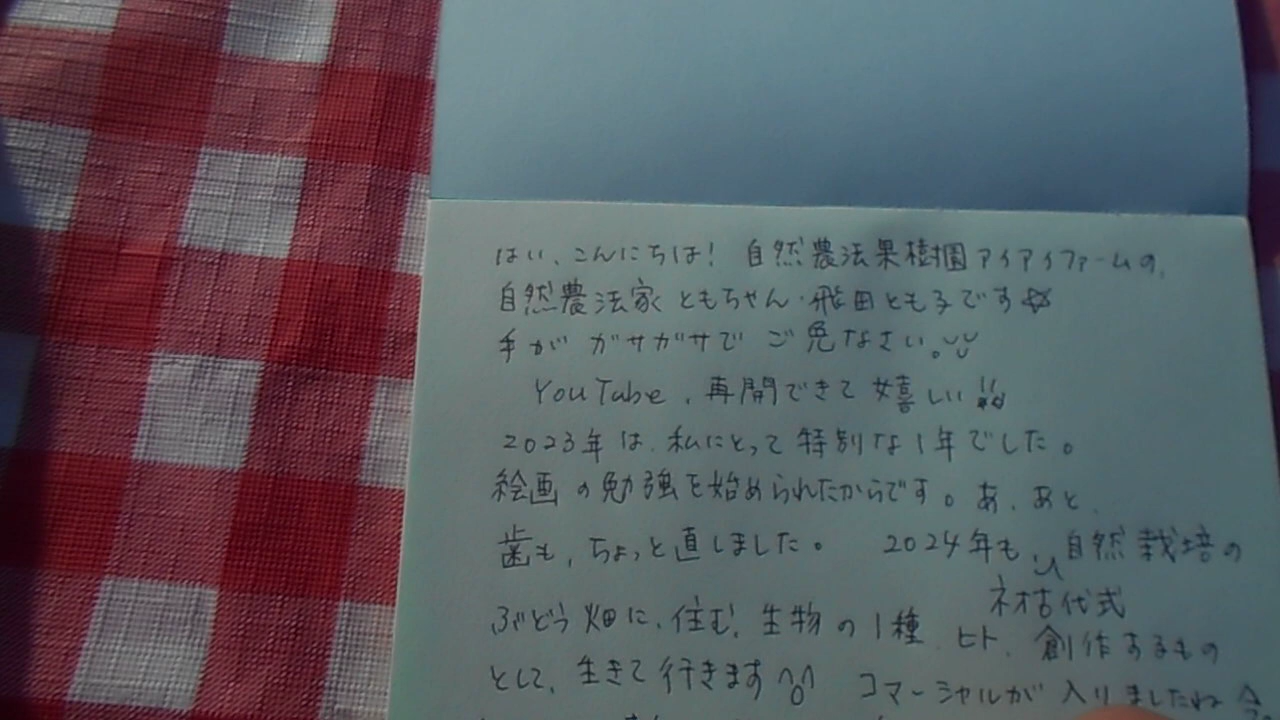 はい、こんにちは! 自然農法果樹園アイアイファームの、
自然農法家ともちゃん・飛田とも子です☆
手がガサガサでご免なさい。
YouTube、再開できて嬉しい!!
2023年は、私にとって特別な1年でした。
絵画の勉強を始められたからです。あ、あと、
歯も、ちょっと直しました。 2024年も、自然栽培の
ネオ古代式
ぶどう畑に、住む、生物の1種、ヒト、創作するもの
として、生きて行きます^o^ コマーシャルが入りましたね